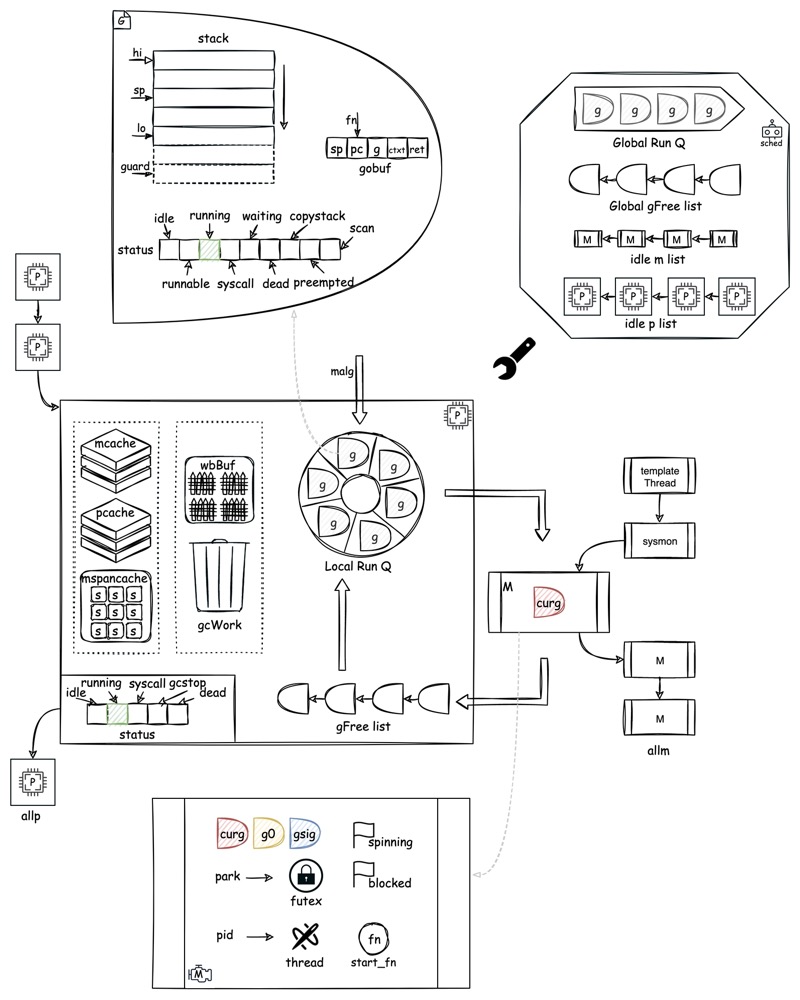 G
stack
hi
sp
lo
guard
fn
sp pc g ctxt ret
gobuf
idle
running
waiting
copystack
scan
status
runnable
syscall
dead
preempted
g g g g
Global Run Q
sched
Global gFree list
M M M M
idle m list
P P P P
idle p list
P
P
malg
P
mcache
pcache
mspancache
s s s
s s s
s s s
wbBuf
gcWork
g
g
g
g
g
g
Local Run Q
gFree list
idle
running
syscall
gcstop
dead
status
P
allp
template
Thread
sysmon
M
curg
M
M
allm
curg
g0
gsig
spinning
park
futex
blocked
pid
thread
fn
start_fn
M